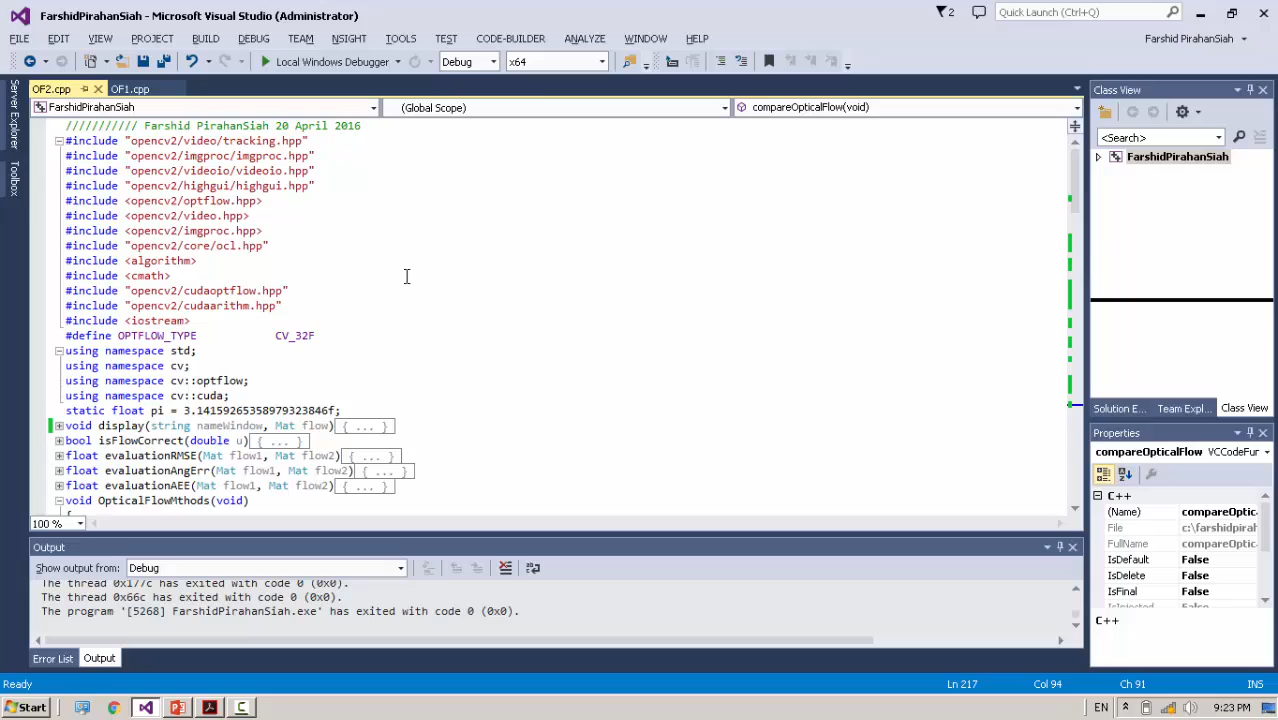 FarshidPirahanSiah - Microsoft Visual Studio (Administrator)
2
Quick Launch (Ctrl+Q)
FILE EDIT VIEW PROJECT BUILD DEBUG TEAM NSIGHT TOOLS TEST CODE-BUILDER ANALYZE WINDOW HELP
Farshid PirahanSiah
Local Windows Debugger
Debug
x64
Server Explorer
Toolbox
OF2.cpp
OF1.cpp
FarshidPirahanSiah
(Global Scope)
compareOpticalFlow(void)
/////////// Farshid PirahanSiah 20 April 2016
#include "opencv2/video/tracking.hpp"
#include "opencv2/imgproc/imgproc.hpp"
#include "opencv2/videoio/videoio.hpp"
#include "opencv2/highgui/highgui.hpp"
#include <opencv2/optflow.hpp>
#include <opencv2/video.hpp>
#include <opencv2/imgproc.hpp>
#include "opencv2/core/ocl.hpp"
#include <algorithm>
#include <cmath>
#include "opencv2/cudaoptflow.hpp"
#include "opencv2/cudaarithm.hpp"
#include <iostream>
#define OPTFLOW_TYPE CV_32F
using namespace std;
using namespace cv;
using namespace cv::optflow;
using namespace cv::cuda;
static float pi = 3.14159265358979323846f;
void display(string nameWindow, Mat flow) { ... }
bool isFlowCorrect(double u) { ... }
float evaluationRMSE(Mat flow1, Mat flow2) { ... }
float evaluationAngErr(Mat flow1, Mat flow2) { ... }
float evaluationAEE(Mat flow1, Mat flow2) { ... }
void OpticalFlowMthods(void)
{
100 %
Output
Show output from: Debug
The thread 0x177c has exited with code 0 (0x0).
The thread 0x66c has exited with code 0 (0x0).
The program '[5268] FarshidPirahanSiah.exe' has exited with code 0 (0x0).
Error List
Output
Class View
<Search>
FarshidPirahanSiah
Solution E...
Team Expl...
Class View
Properties
compareOpticalFlow VCCodeFur
C++
(Name) compareOptic
File c:\farshidpirah
FullName compareOptic
IsDefault False
IsDelete False
IsFinal False
IsInjected False
C++
Ready
Ln 217
Col 94
Ch 91
INS
Start
EN
9:23 PM